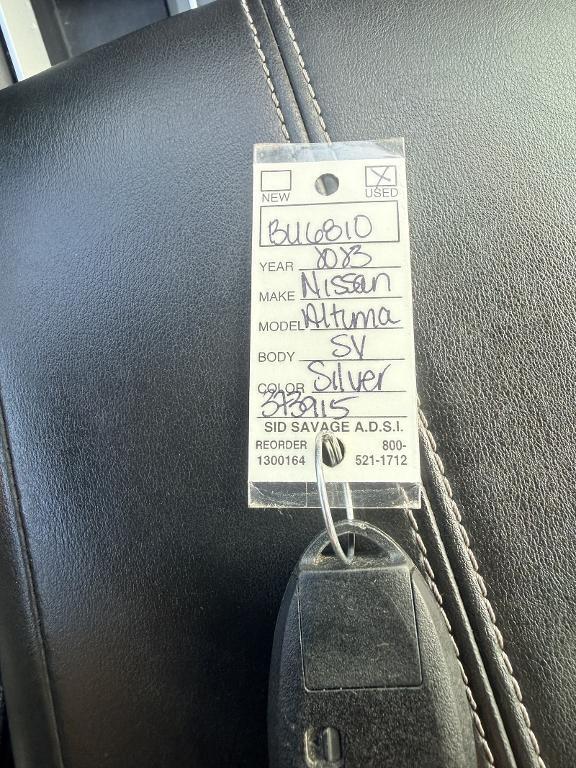 NEW USED
BU6810
YEAR 2023
MAKE Nissan
MODEL Altima
BODY SV
COLOR Silver
373915
SID SAVAGE A.D.S.I.
REORDER 800-
1300164 521-1712